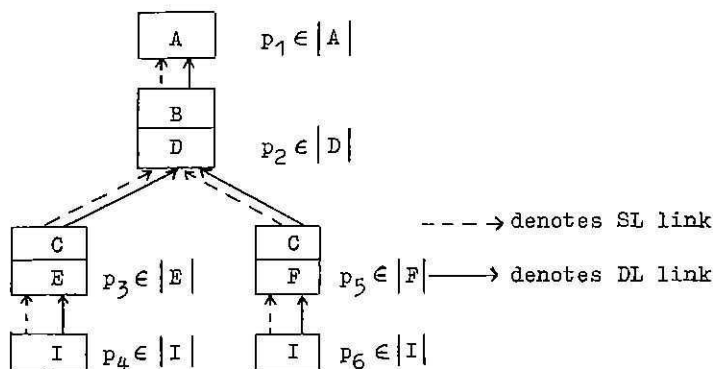 A p₁ ∈ |A|
B
D p₂ ∈ |D|
- - -> denotes SL link
C C
E p₃ ∈ |E| F p₅ ∈ |F| —> denotes DL link
I p₄ ∈ |I| I p₆ ∈ |I|